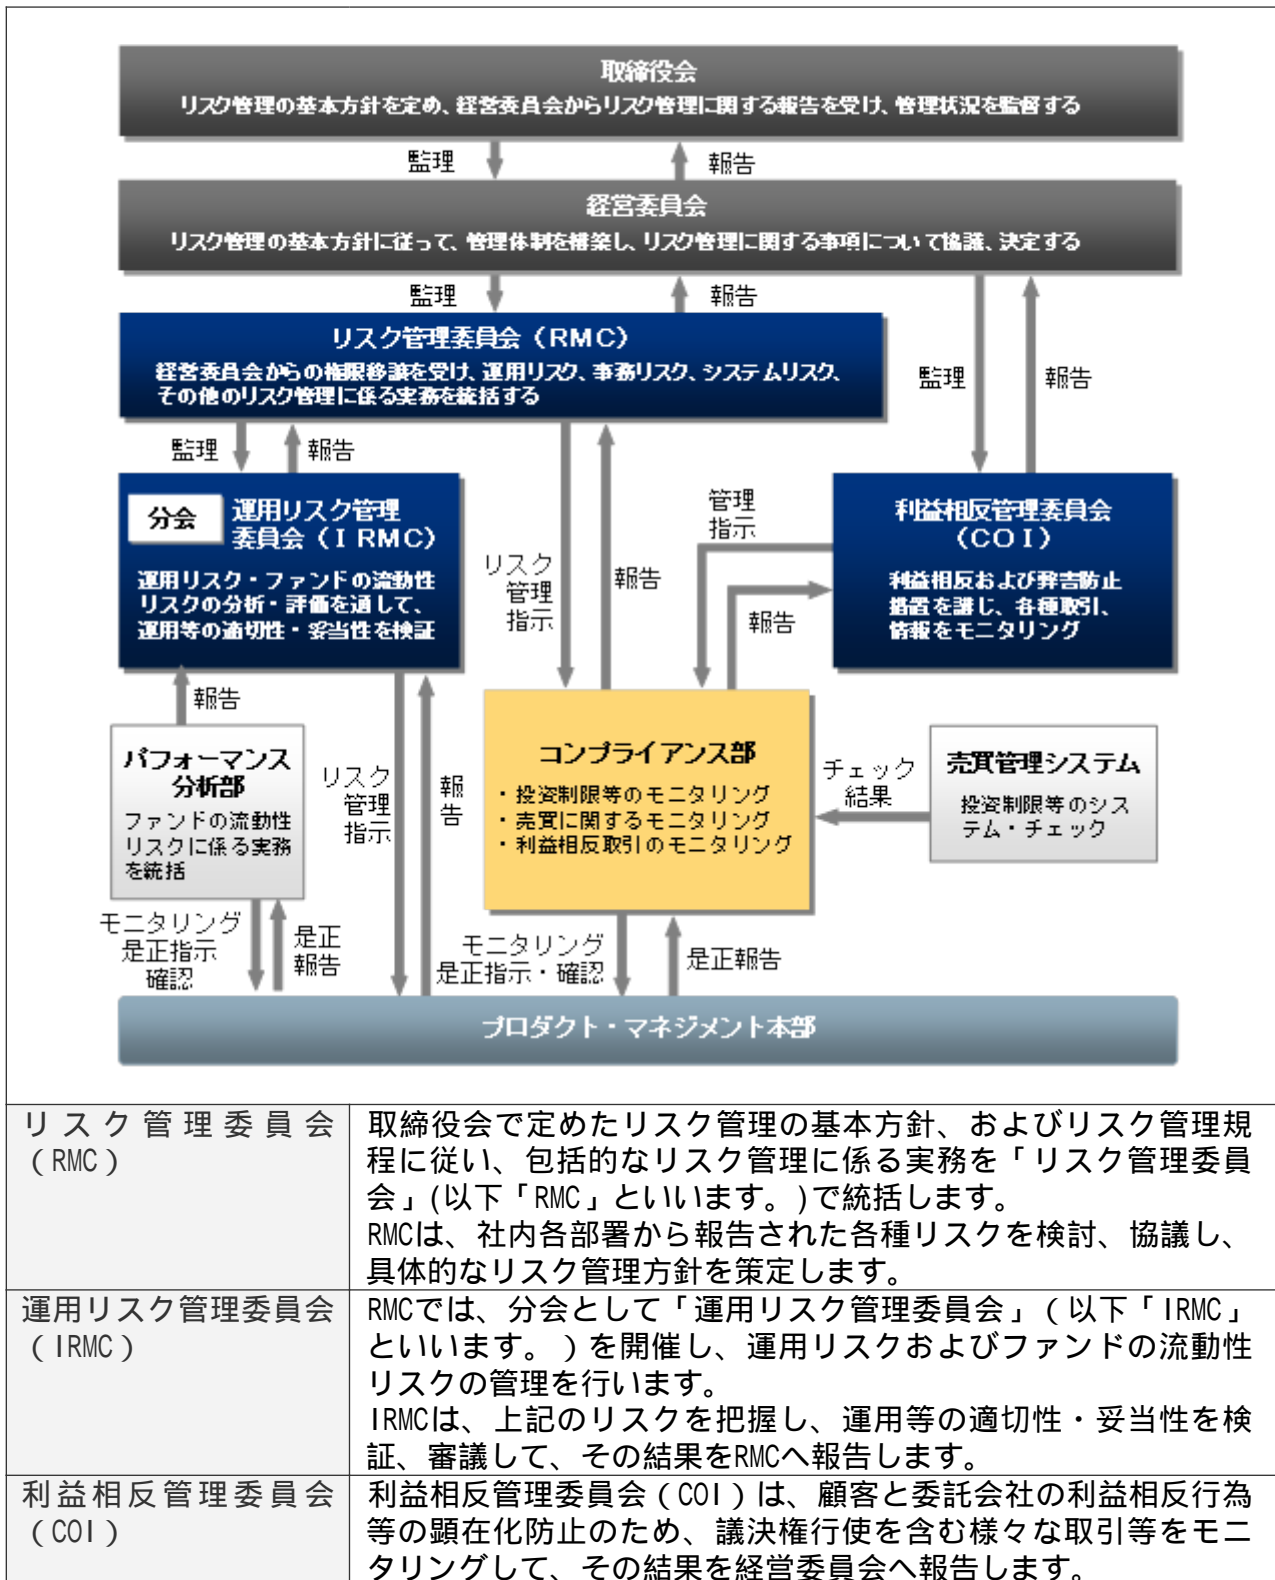 取締役会
リスク管理の基本方針を定め、経営委員会からリスク管理に関する報告を受け、管理状況を監督する
監理
報告
経営委員会
リスク管理の基本方針に従って、管理体制を構築し、リスク管理に関する事項について協議、決定する
監理
報告
リスク管理委員会（RMC）
経営委員会からの権限移譲を受け、運用リスク、事務リスク、システムリスク、
その他のリスク管理に係る実務を統括する
監理
報告
監理
報告
分会
運用リスク管理
委員会（IRMC）
運用リスク・ファンドの流動性
リスクの分析・評価を通して、
運用等の適切性・妥当性を検証
リスク
管理
指示
報告
管理
指示
報告
利益相反管理委員会
（COI）
利益相反および弊害防止
措置を講じ、各種取引、
情報をモニタリング
報告
パフォーマンス
分析部
ファンドの流動性
リスクに係る実務
を統括
リスク
管理
指示
報
告
コンプライアンス部
・投資制限等のモニタリング
・売買に関するモニタリング
・利益相反取引のモニタリング
チェック
結果
売買管理システム
投資制限等のシス
テム・チェック
モニタリング
是正指示
確認
是正
報告
モニタリング
是正指示・確認
是正報告
プロダクト・マネジメント本部
リスク管理委員会
（RMC）
取締役会で定めたリスク管理の基本方針、およびリスク管理規
程に従い、包括的なリスク管理に係る実務を「リスク管理委員
会」(以下「RMC」といいます。)で統括します。
RMCは、社内各部署から報告された各種リスクを検討、協議し、
具体的なリスク管理方針を策定します。
運用リスク管理委員会
（IRMC）
RMCでは、分会として「運用リスク管理委員会」（以下「IRMC」
といいます。）を開催し、運用リスクおよびファンドの流動性
リスクの管理を行います。
IRMCは、上記のリスクを把握し、運用等の適切性・妥当性を検
証、審議して、その結果をRMCへ報告します。
利益相反管理委員会
（COI）
利益相反管理委員会（COI）は、顧客と委託会社の利益相反行為
等の顕在化防止のため、議決権行使を含む様々な取引等をモニ
タリングして、その結果を経営委員会へ報告します。